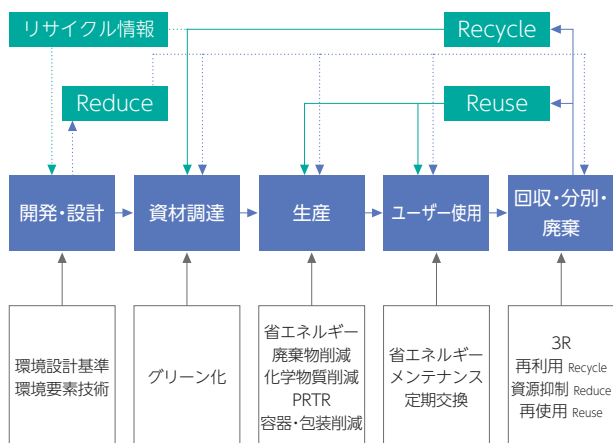 リサイクル情報
Recycle
Reduce
Reuse
開発・設計
資材調達
生産
ユーザー使用
回収・分別・
廃棄
環境設計基準
環境要素技術
グリーン化
省エネルギー
廃棄物削減
化学物質削減
PRTR
容器・包装削減
省エネルギー
メンテナンス
定期交換
3R
再利用 Recycle
資源抑制 Reduce
再使用 Reuse